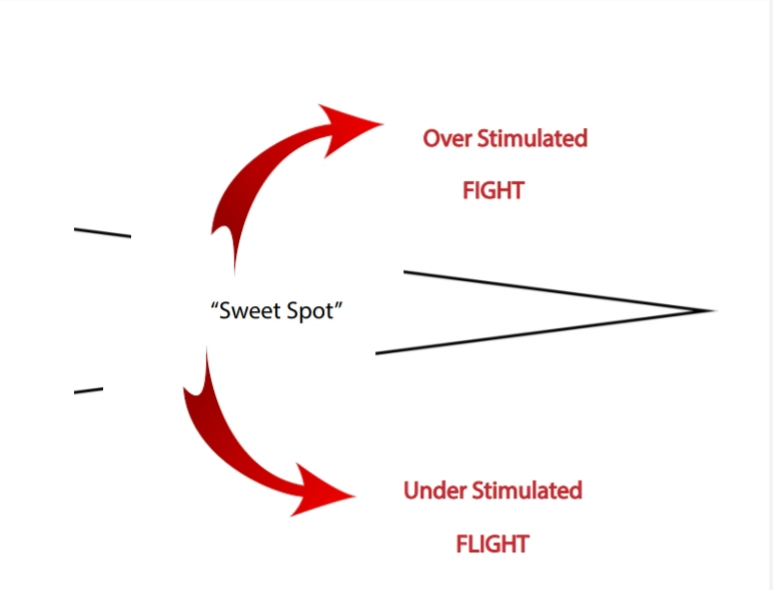 Over Stimulated
FIGHT
“Sweet Spot”
Under Stimulated
FLIGHT